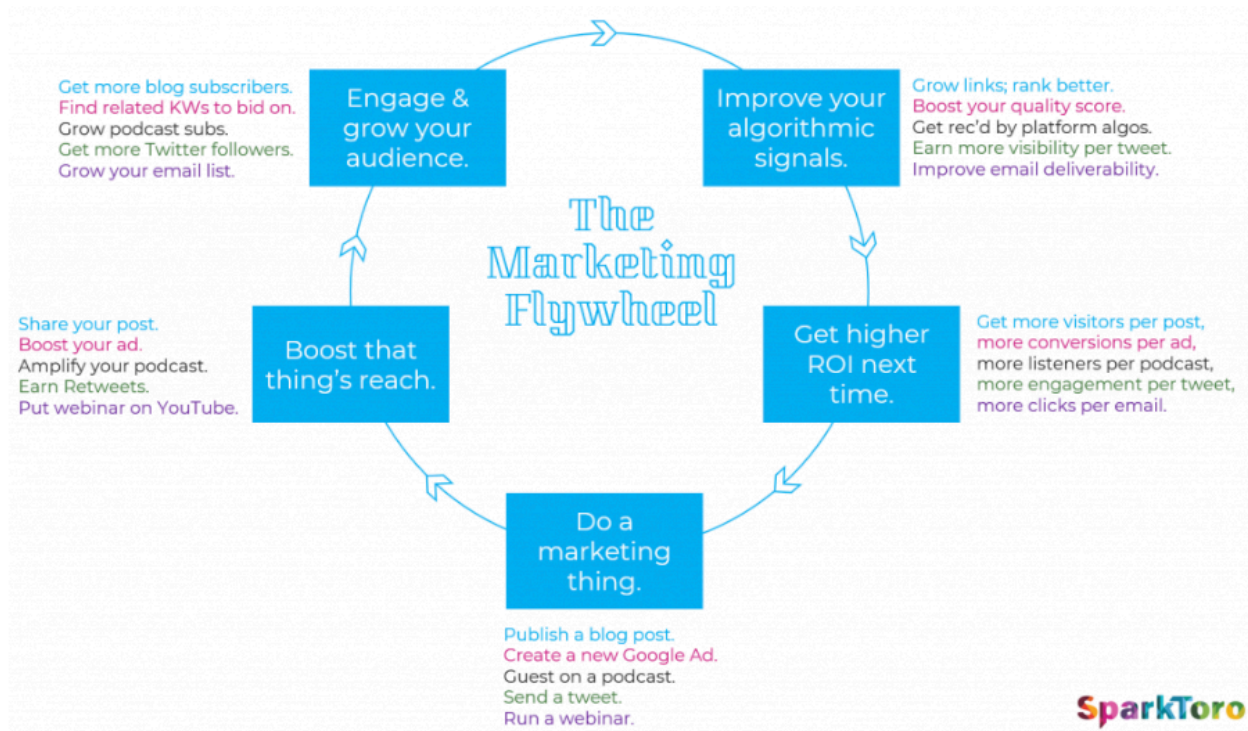 Get more blog subscribers.
Find related KWs to bid on.
Grow podcast subs.
Get more Twitter followers.
Grow your email list.
Engage &
grow your
audience.
Improve your
algorithmic
signals.
Grow links; rank better.
Boost your quality score.
Get rec'd by platform algos.
Earn more visibility per tweet.
Improve email deliverability.
The
Marketing
Flywheel
Share your post.
Boost your ad.
Amplify your podcast.
Earn Retweets.
Put webinar on YouTube.
Boost that
thing's reach.
Get higher
ROI next
time.
Get more visitors per post,
more conversions per ad,
more listeners per podcast,
more engagement per tweet,
more clicks per email.
Do a
marketing
thing.
Publish a blog post.
Create a new Google Ad.
Guest on a podcast.
Send a tweet.
Run a webinar.
SparkToro